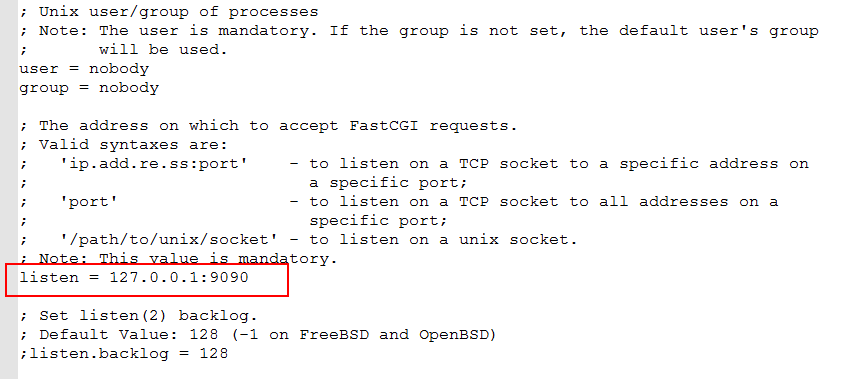 ; Unix user/group of processes
; Note: The user is mandatory. If the group is not set, the default user's group
;       will be used.
user = nobody
group = nobody
; The address on which to accept FastCGI requests.
; Valid syntaxes are:
;   'ip.add.re.ss:port'    - to listen on a TCP socket to a specific address on
;                            a specific port;
;   'port'                 - to listen on a TCP socket to all addresses on a
;                            specific port;
;   '/path/to/unix/socket' - to listen on a unix socket.
; Note: This value is mandatory.
listen = 127.0.0.1:9090
; Set listen(2) backlog.
; Default Value: 128 (-1 on FreeBSD and OpenBSD)
;listen.backlog = 128